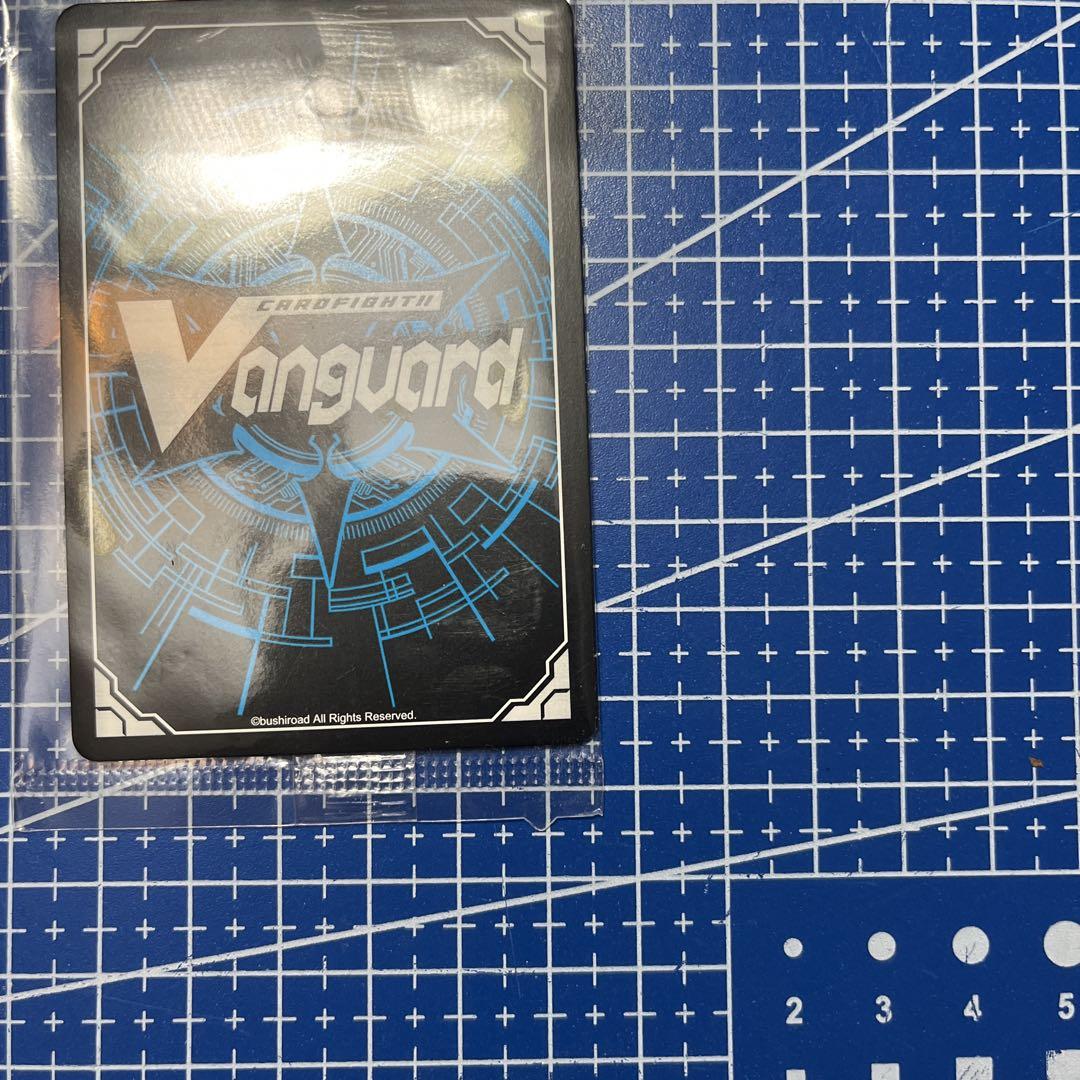 CARDFIGHT!!
Vanguard
©bushiroad All Rights Reserved.
2 3 4 5